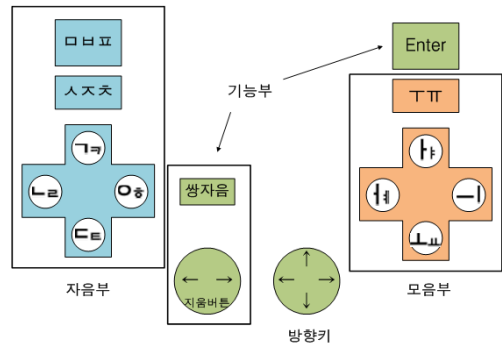 ㅁㅂㅍ
Enter
ㅅㅈㅊ
기능부
ㅜㅠ
ㄱㅋ
ㅏㅑ
ㄴㄹ
ㅇㅎ
쌍자음
ㅓㅔ
ㅡㅣ
ㄷㅌ
ㅗㅛ
지움버튼
자음부
모음부
방향키